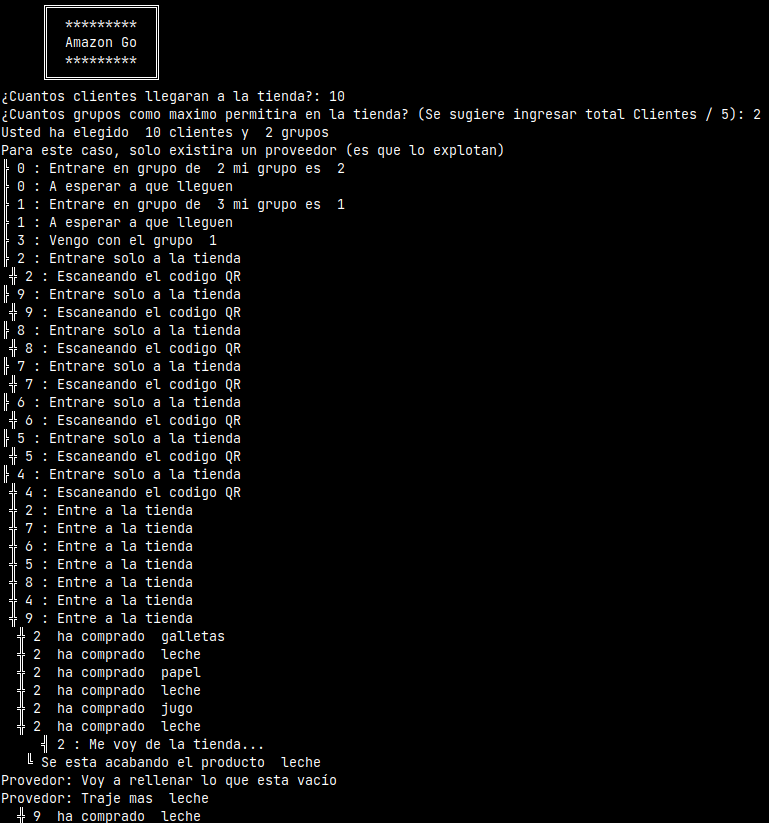 *********
Amazon Go
*********
¿Cuantos clientes llegaran a la tienda?: 10
¿Cuantos grupos como maximo permitira en la tienda? (Se sugiere ingresar total Clientes / 5): 2
Usted ha elegido  10 clientes y  2 grupos
Para este caso, solo existira un proveedor (es que lo explotan)
╠ 0 : Entrare en grupo de  2 mi grupo es  2
╠ 0 : A esperar a que lleguen
╠ 1 : Entrare en grupo de  3 mi grupo es  1
╠ 1 : A esperar a que lleguen
╠ 3 : Vengo con el grupo  1
╠ 2 : Entrare solo a la tienda
 ╬ 2 : Escaneando el codigo QR
╠ 9 : Entrare solo a la tienda
 ╬ 9 : Escaneando el codigo QR
╠ 8 : Entrare solo a la tienda
 ╬ 8 : Escaneando el codigo QR
╠ 7 : Entrare solo a la tienda
 ╬ 7 : Escaneando el codigo QR
╠ 6 : Entrare solo a la tienda
 ╬ 6 : Escaneando el codigo QR
╠ 5 : Entrare solo a la tienda
 ╬ 5 : Escaneando el codigo QR
╠ 4 : Entrare solo a la tienda
 ╬ 4 : Escaneando el codigo QR
 ╬ 2 : Entre a la tienda
 ╬ 7 : Entre a la tienda
 ╬ 6 : Entre a la tienda
 ╬ 5 : Entre a la tienda
 ╬ 8 : Entre a la tienda
 ╬ 4 : Entre a la tienda
 ╬ 9 : Entre a la tienda
  ╬ 2  ha comprado  galletas
  ╬ 2  ha comprado  leche
  ╬ 2  ha comprado  papel
  ╬ 2  ha comprado  leche
  ╬ 2  ha comprado  jugo
  ╬ 2  ha comprado  leche
     ╣ 2 : Me voy de la tienda...
   ╚ Se esta acabando el producto  leche
Provedor: Voy a rellenar lo que esta vacío
Provedor: Traje mas  leche
  ╬ 9  ha comprado  leche